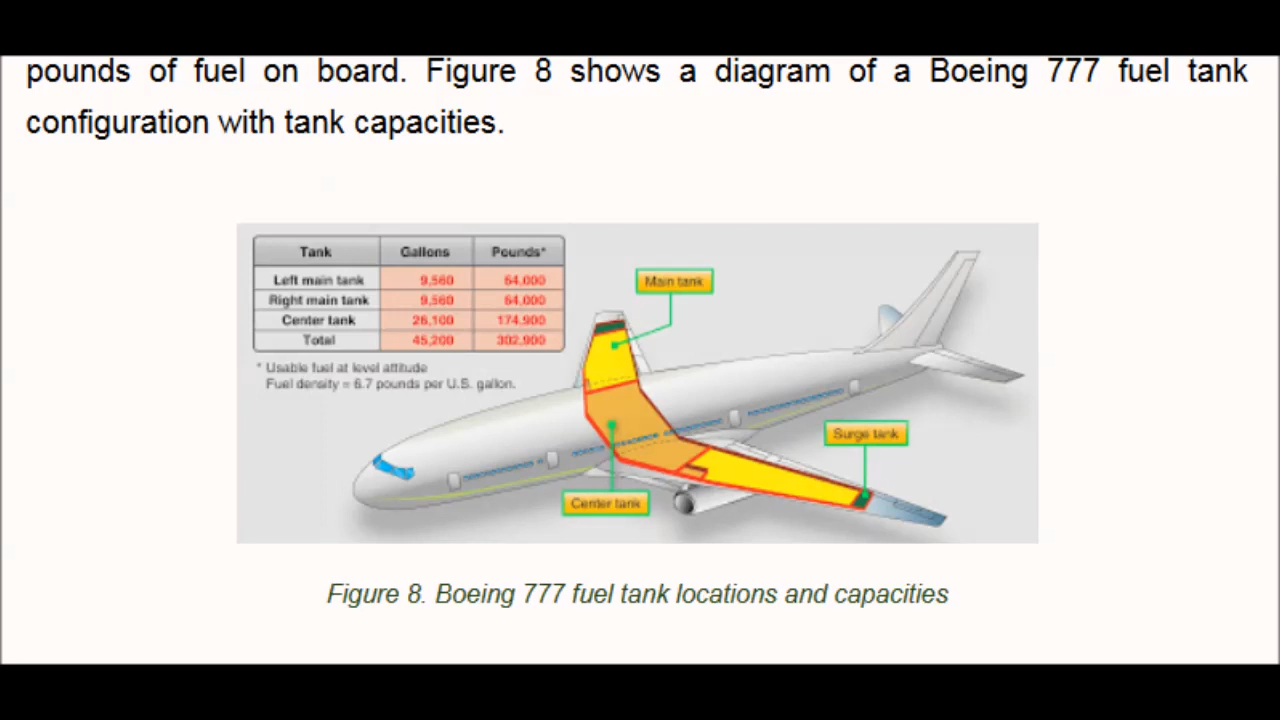 pounds of fuel on board. Figure 8 shows a diagram of a Boeing 777 fuel tank
configuration with tank capacities.
Tank Gallons Pounds*
Left main tank 9,560 64,000
Right main tank 9,560 64,000
Center tank 26,100 174,900
Total 45,200 302,900
* Usable fuel at level attitude
Fuel density = 6.7 pounds per U.S. gallon.
Main tank
Surge tank
Center tank
Figure 8. Boeing 777 fuel tank locations and capacities